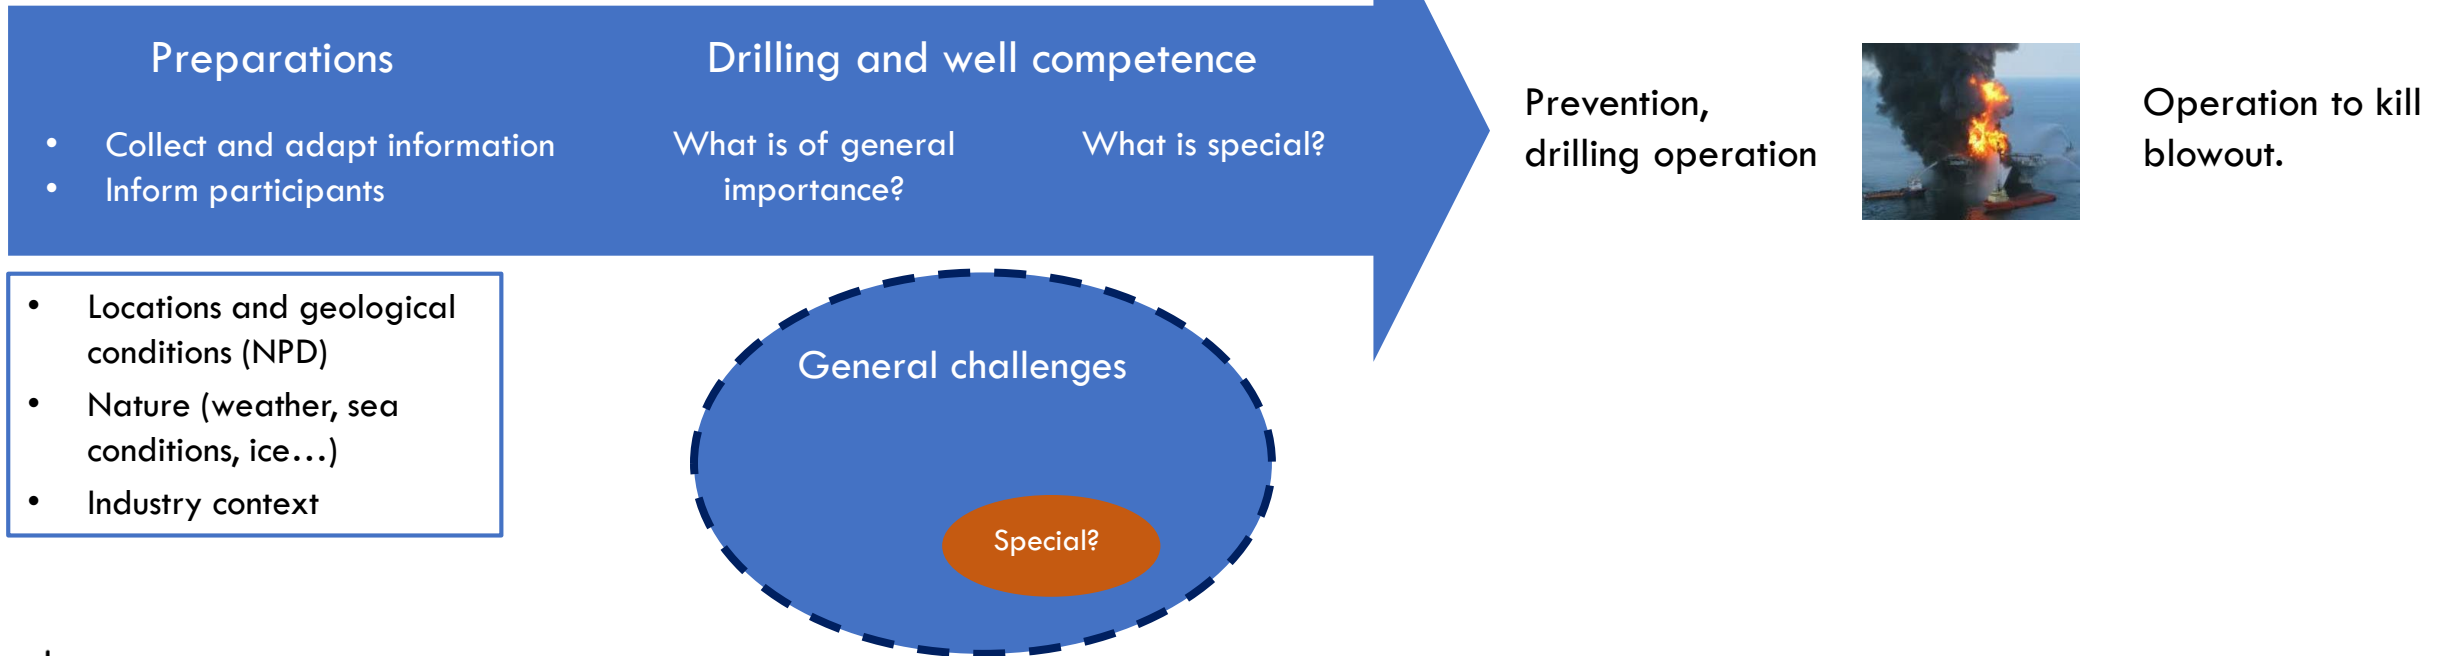 Preparations
• Collect and adapt information
• Inform participants
Drilling and well competence
What is of general
importance?
What is special?
Prevention,
drilling operation
Operation to kill
blowout.
• Locations and geological
conditions (NPD)
• Nature (weather, sea
conditions, ice...)
• Industry context
General challenges
Special?